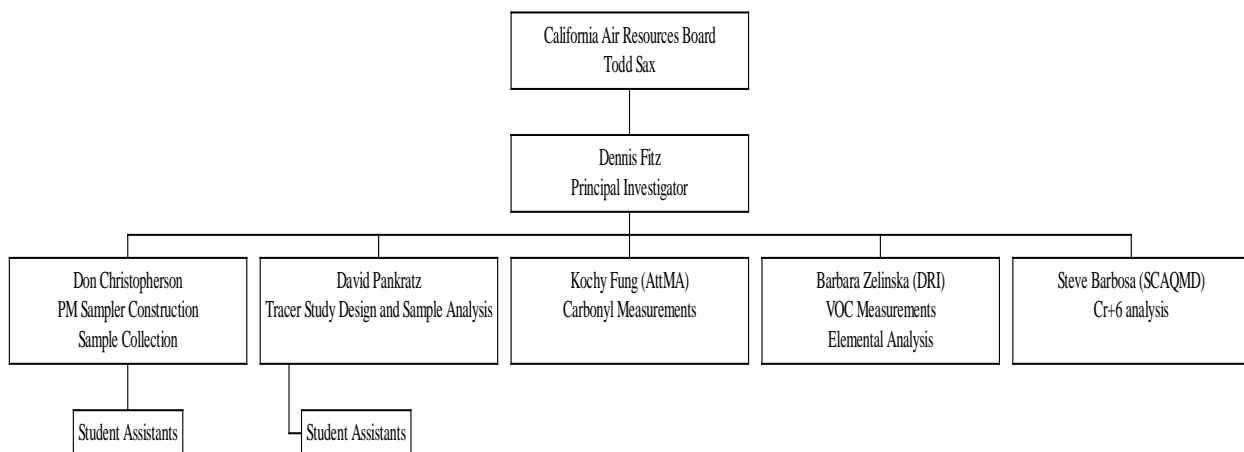 California Air Resources Board
Todd Sax
Dennis Fitz
Principal Investigator
Don Christopherson
PM Sampler Construction
Sample Collection
David Pankratz
Tracer Study Design and Sample Analysis
Kochy Fung (AttMA)
Carbonyl Measurements
Barbara Zelinska (DRI)
VOC Measurements
Elemental Analysis
Steve Barbosa (SCAQMD)
Cr+6 analysis
Student Assistants
Student Assistants